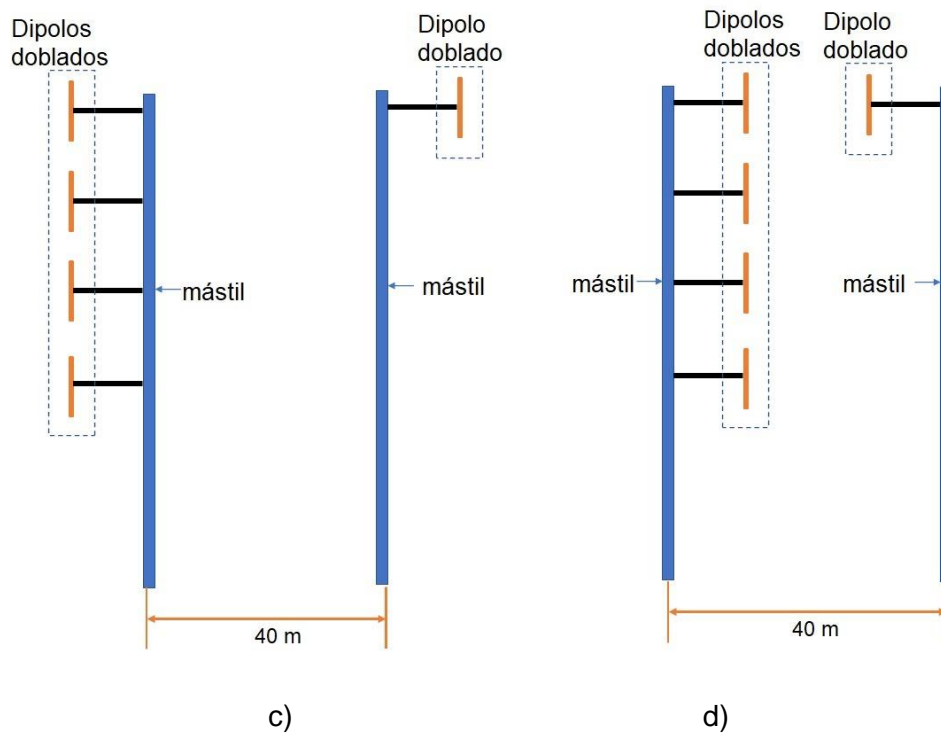 Dipolos
doblados
Dipolo
doblado
mástil
mástil
40 m
c)
Dipolos
doblados
Dipolo
doblado
mástil
mástil
40 m
d)